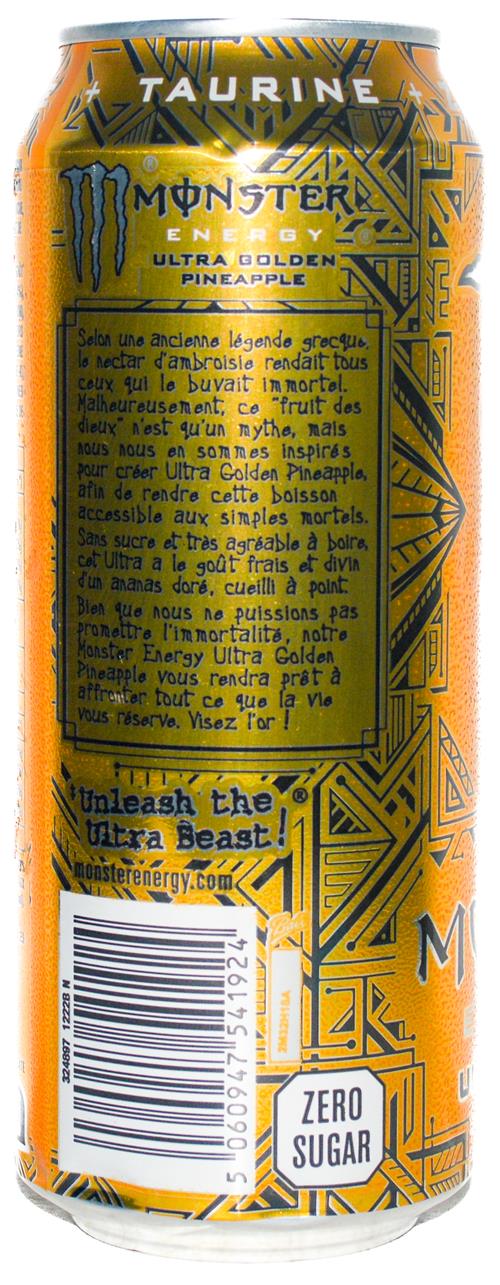 + TAURINE +
MONSTER
ENERGY
ULTRA GOLDEN
PINEAPPLE
Selon une ancienne légende grecque,
le nectar d'ambroisie rendait tous
ceux qui le buvait immortel.
Malheureusement, ce "fruit des
dieux" n'est qu'un mythe, mais
nous nous en sommes inspirés
pour créer Ultra Golden Pineapple,
afin de rendre cette boisson
accessible aux simples mortels.
Sans sucre et très agréable à boire,
cet Ultra a le goût frais et divin
d'un ananas doré, cueilli à point.
Bien que nous ne puissions pas
promettre l'immortalité, notre
Monster Energy Ultra Golden
Pineapple vous rendra prêt à
affronter tout ce que la vie
vous réserve. Visez l'or !
Unleash the
Ultra Beast!®
monsterenergy.com
324897 1222B N
5 060947 541924
ZERO
SUGAR